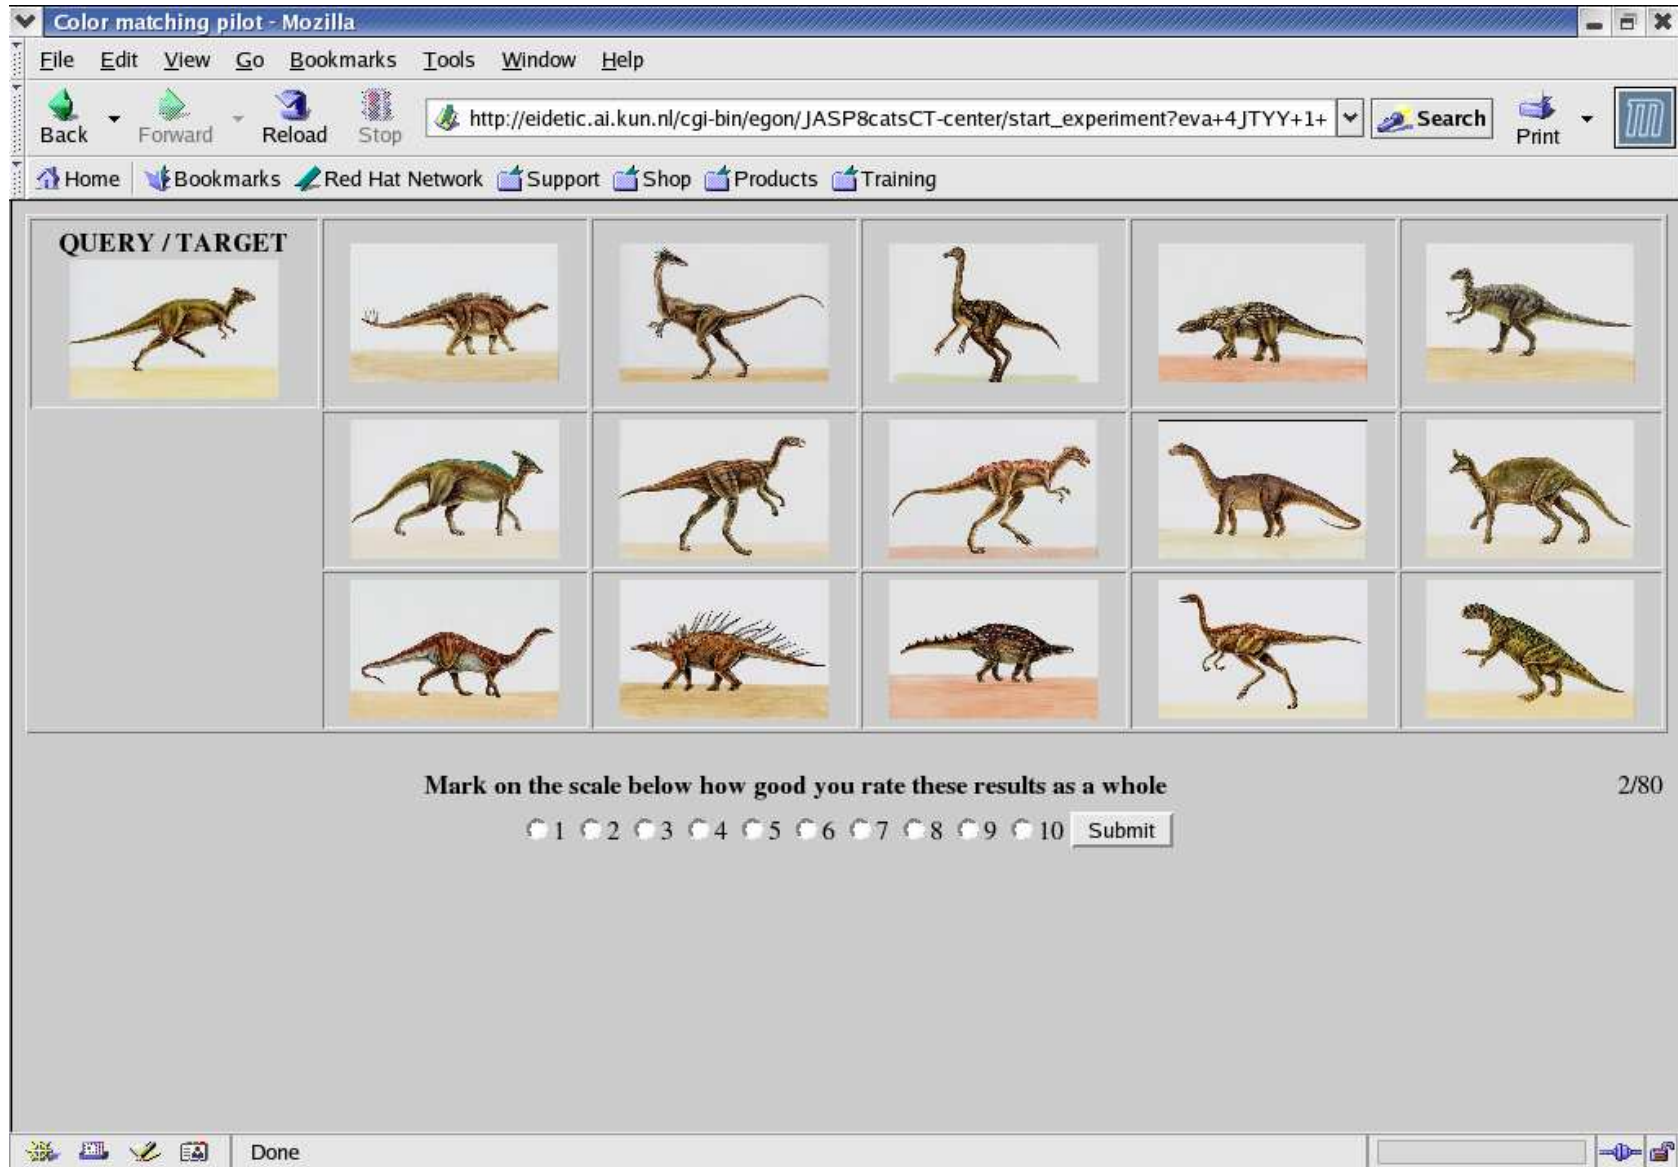 Color matching pilot - Mozilla
File Edit View Go Bookmarks Tools Window Help
Back Forward Reload Stop http://eidetic.ai.kun.nl/cgi-bin/egon/JASP8catsCT-center/start_experiment?eva+4JTYY+1+ Search Print
Home Bookmarks Red Hat Network Support Shop Products Training
QUERY / TARGET
Mark on the scale below how good you rate these results as a whole 2/80
1 2 3 4 5 6 7 8 9 10 Submit
Done